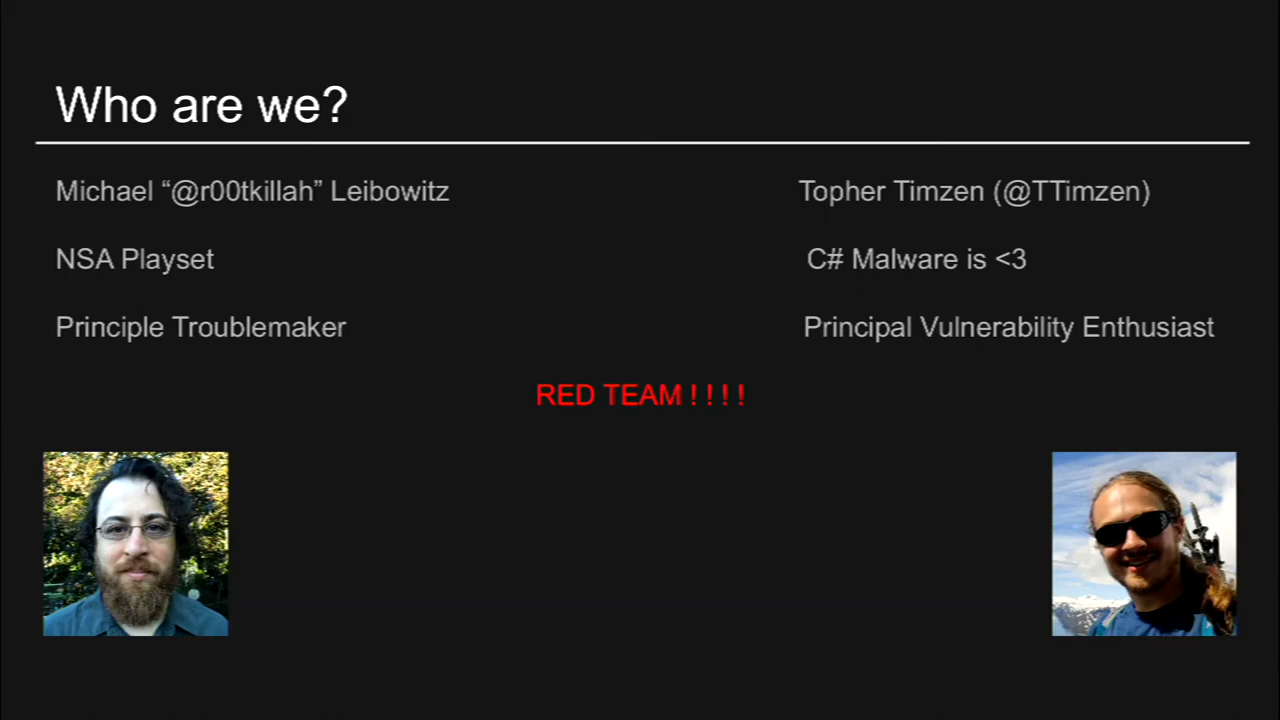 Who are we?
Michael “@r00tkillah” Leibowitz
Topher Timzen (@TTimzen)
NSA Playset
C# Malware is <3
Principle Troublemaker
Principal Vulnerability Enthusiast
RED TEAM ! ! ! !